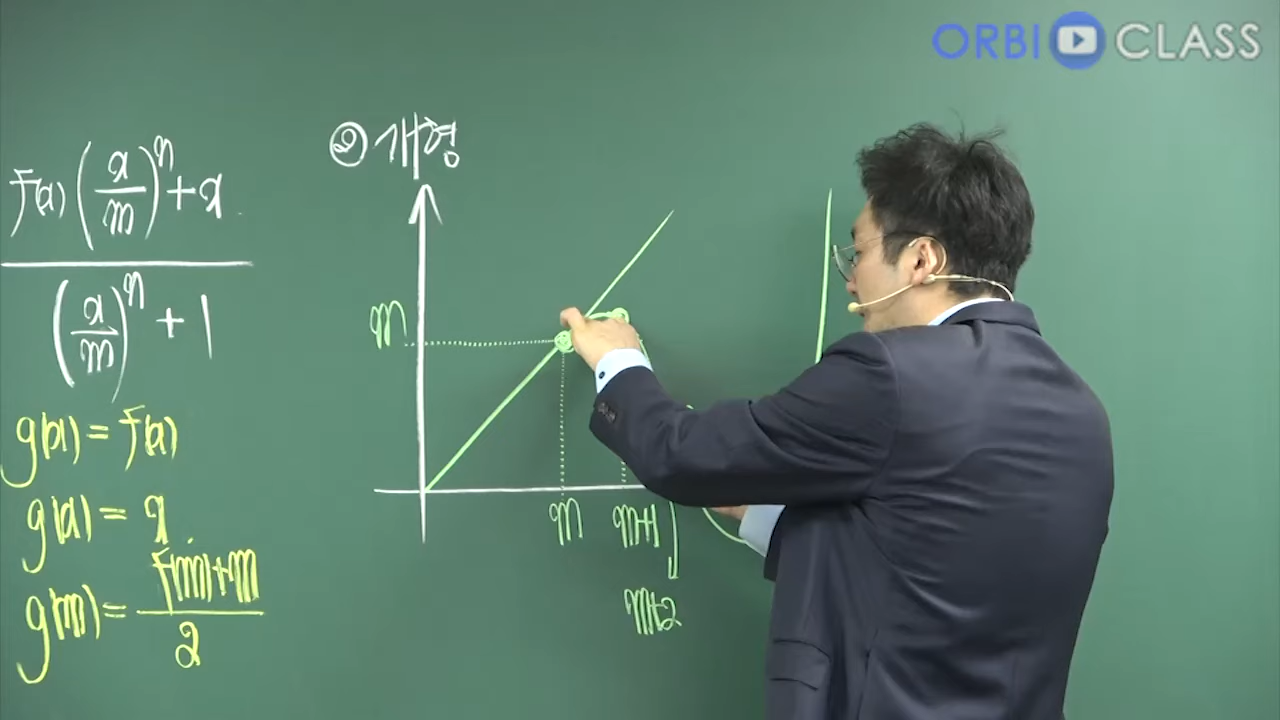 ORBI CLASS
② 개형
f(x) (x/m)^n + x
(x/m)^n + 1
g(x) = f(x)
g(x) = x
g(m) = f(m)+m
2
m
m
m+1
m+2